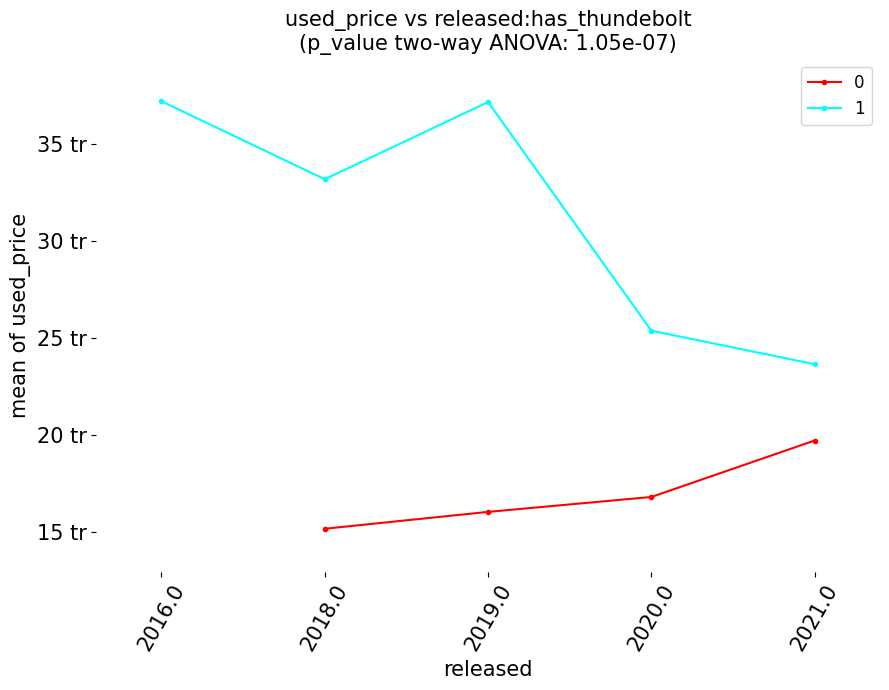 used_price vs released:has_thundebolt
(p_value two-way ANOVA: 1.05e-07)
0
1
35 tr
30 tr
25 tr
20 tr
15 tr
mean of used_price
2016.0
2018.0
2019.0
2020.0
2021.0
released